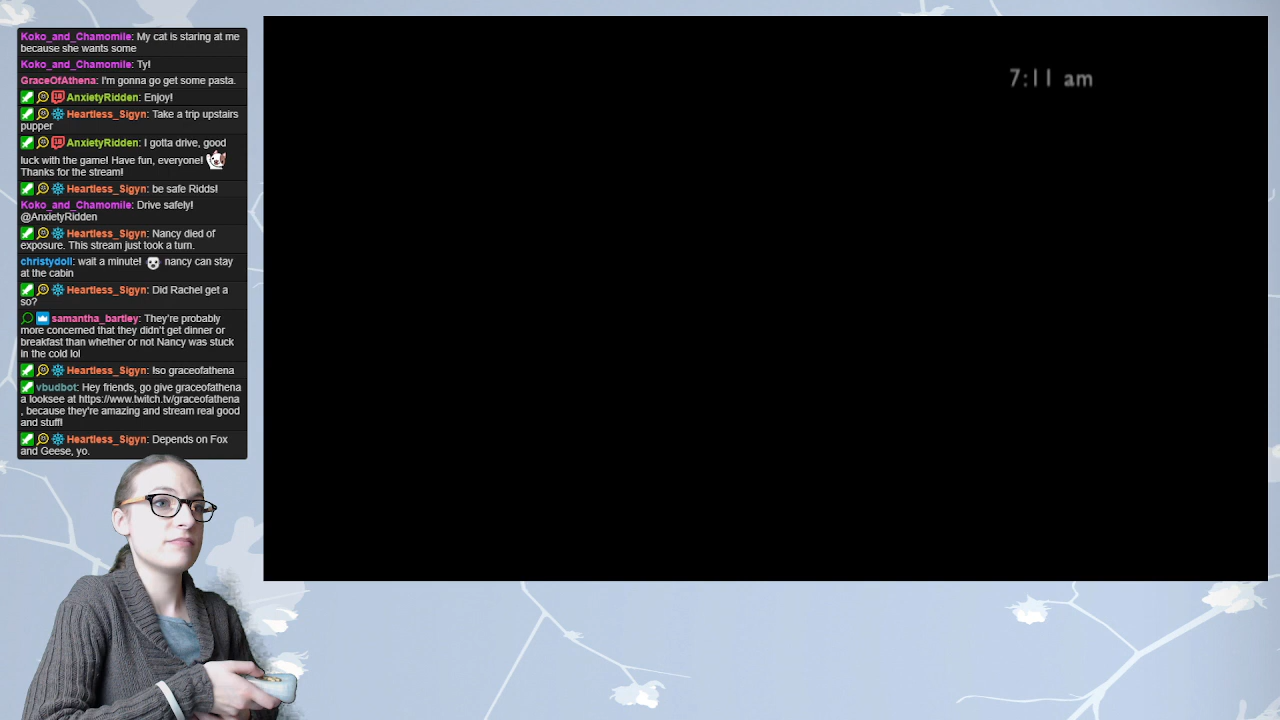 Koko_and_Chamomile: My cat is staring at me
because she wants some
Koko_and_Chamomile: Ty!
GraceOfAthena: I'm gonna go get some pasta.
AnxietyRidden: Enjoy!
Heartless_Sigyn: Take a trip upstairs
pupper
AnxietyRidden: I gotta drive, good
luck with the game! Have fun, everyone!
Thanks for the stream!
Heartless_Sigyn: be safe Ridds!
Koko_and_Chamomile: Drive safely!
@AnxietyRidden
Heartless_Sigyn: Nancy died of
exposure. This stream just took a turn.
christydoll: wait a minute! nancy can stay
at the cabin
Heartless_Sigyn: Did Rachel get a
so?
samantha_bartley: They're probably
more concerned that they didn't get dinner or
breakfast than whether or not Nancy was stuck
in the cold lol
Heartless_Sigyn: !so graceofathena
vbudbot: Hey friends, go give graceofathena
a looksee at https://www.twitch.tv/graceofathena
, because they're amazing and stream real good
and stuff!
Heartless_Sigyn: Depends on Fox
and Geese, yo.
7:11 am